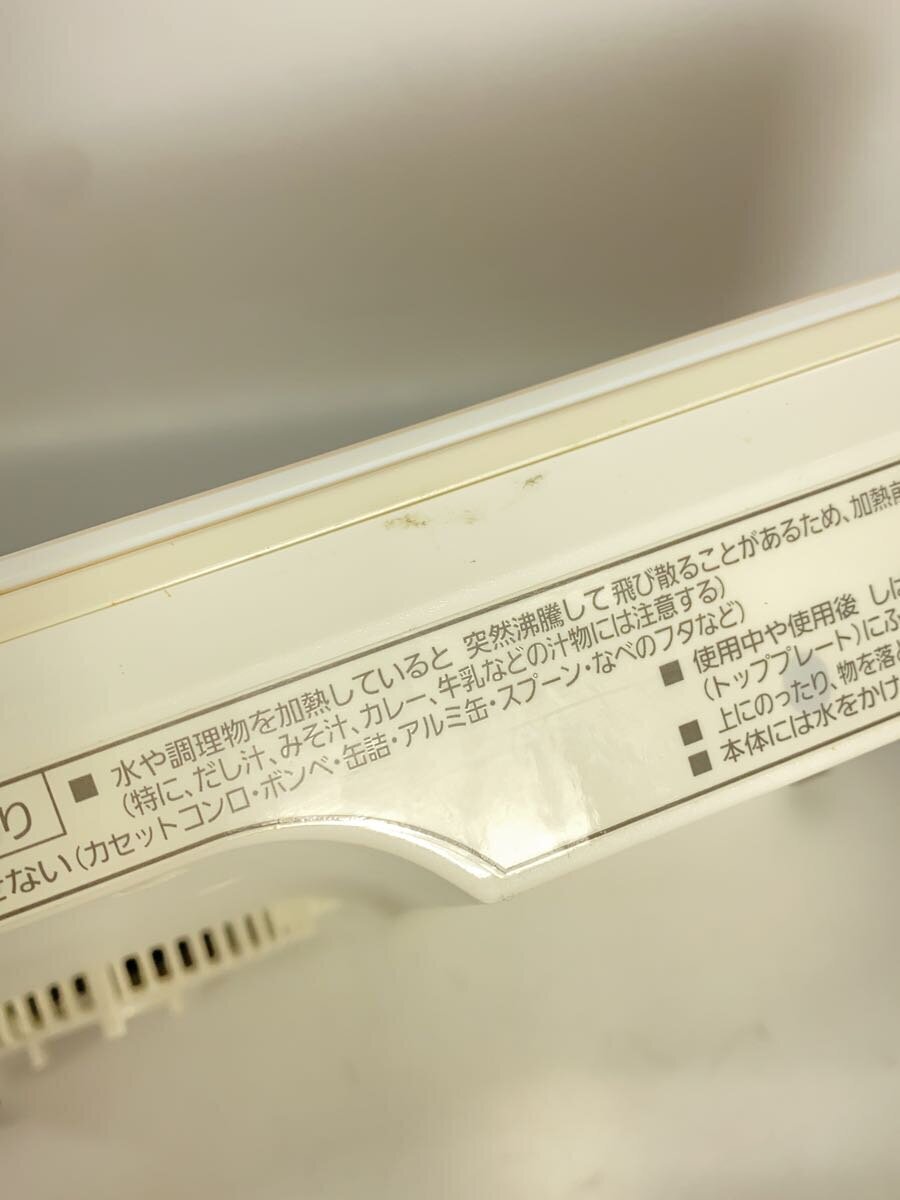 り
せない(カセットコンロ・ボンベ・缶詰・アルミ缶・スプーン・なべのフタなど)
■ 水や調理物を加熱していると 突然沸騰して 飛び散ることがあるため、加熱前
(特に、だし汁、みそ汁、カレー、牛乳などの汁物には注意する)
■ 使用中や使用後 しば
(トッププレート)にふ
■ 上にのったり、物を落と
■ 本体には水をかけ